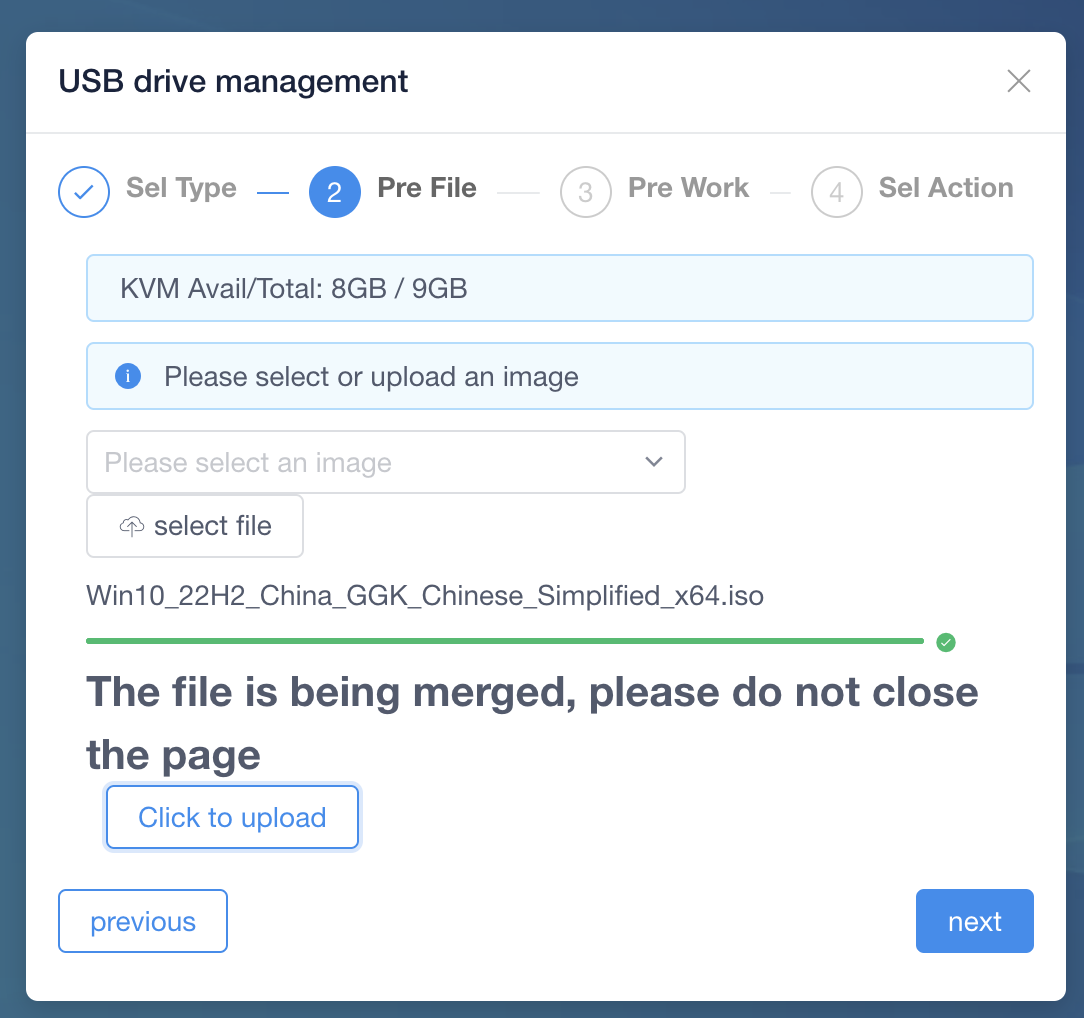 USB drive management
Sel Type
2 Pre File
3 Pre Work
4 Sel Action
KVM Avail/Total: 8GB / 9GB
i Please select or upload an image
Please select an image
select file
Win10_22H2_China_GGK_Chinese_Simplified_x64.iso
The file is being merged, please do not close
the page
Click to upload
previous
next